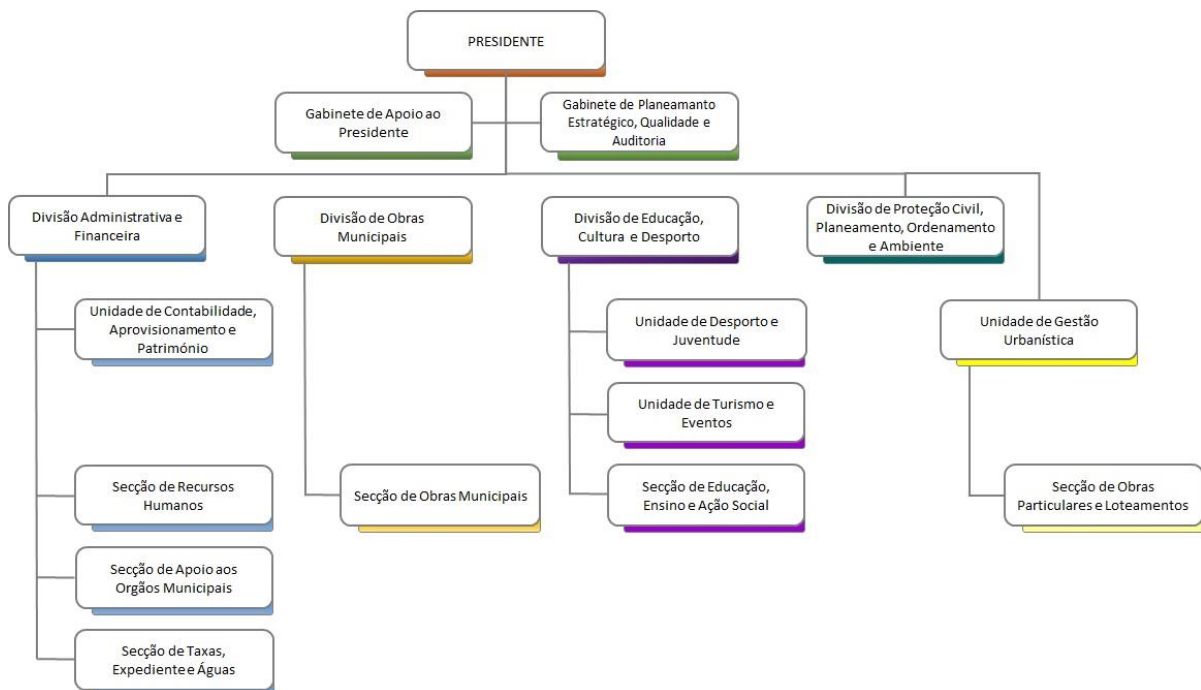 PRESIDENTE
Gabinete de Apoio ao
Presidente
Gabinete de Planeamanto
Estratégico, Qualidade e
Auditoria
Divisão Administrativa e
Financeira
Divisão de Obras
Municipais
Divisão de Educação,
Cultura e Desporto
Divisão de Proteção Civil,
Planeamento, Ordenamento
e Ambiente
Unidade de Contabilidade,
Aprovisionamento e
Património
Unidade de Desporto e
Juventude
Unidade de Gestão
Urbanística
Unidade de Turismo e
Eventos
Secção de Recursos
Humanos
Secção de Obras Municipais
Secção de Educação,
Ensino e Ação Social
Secção de Obras
Particulares e Loteamentos
Secção de Apoio aos
Orgãos Municipais
Secção de Taxas,
Expediente e Águas